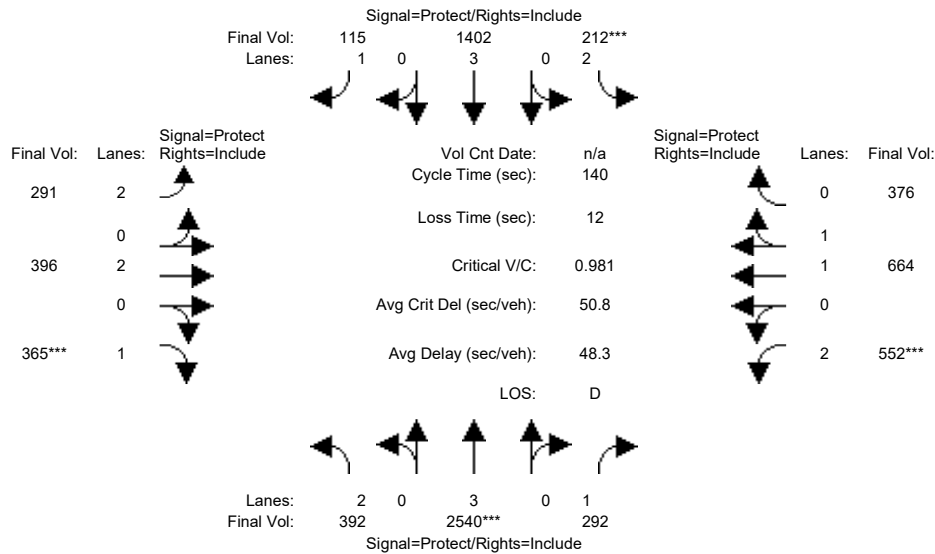 Signal=Protect/Rights=Include
Final Vol: 115 1402 212***
Lanes: 1 0 3 0 2
Signal=Protect Signal=Protect
Final Vol: Lanes: Rights=Include Vol Cnt Date: n/a Rights=Include Lanes: Final Vol:
Cycle Time (sec): 140
291 2 0 376
Loss Time (sec): 12
0 1
396 2 Critical V/C: 0.981 1 664
0 Avg Crit Del (sec/veh): 50.8 0
365*** 1 Avg Delay (sec/veh): 48.3 2 552***
LOS: D
Lanes: 2 0 3 0 1
Final Vol: 392 2540*** 292
Signal=Protect/Rights=Include